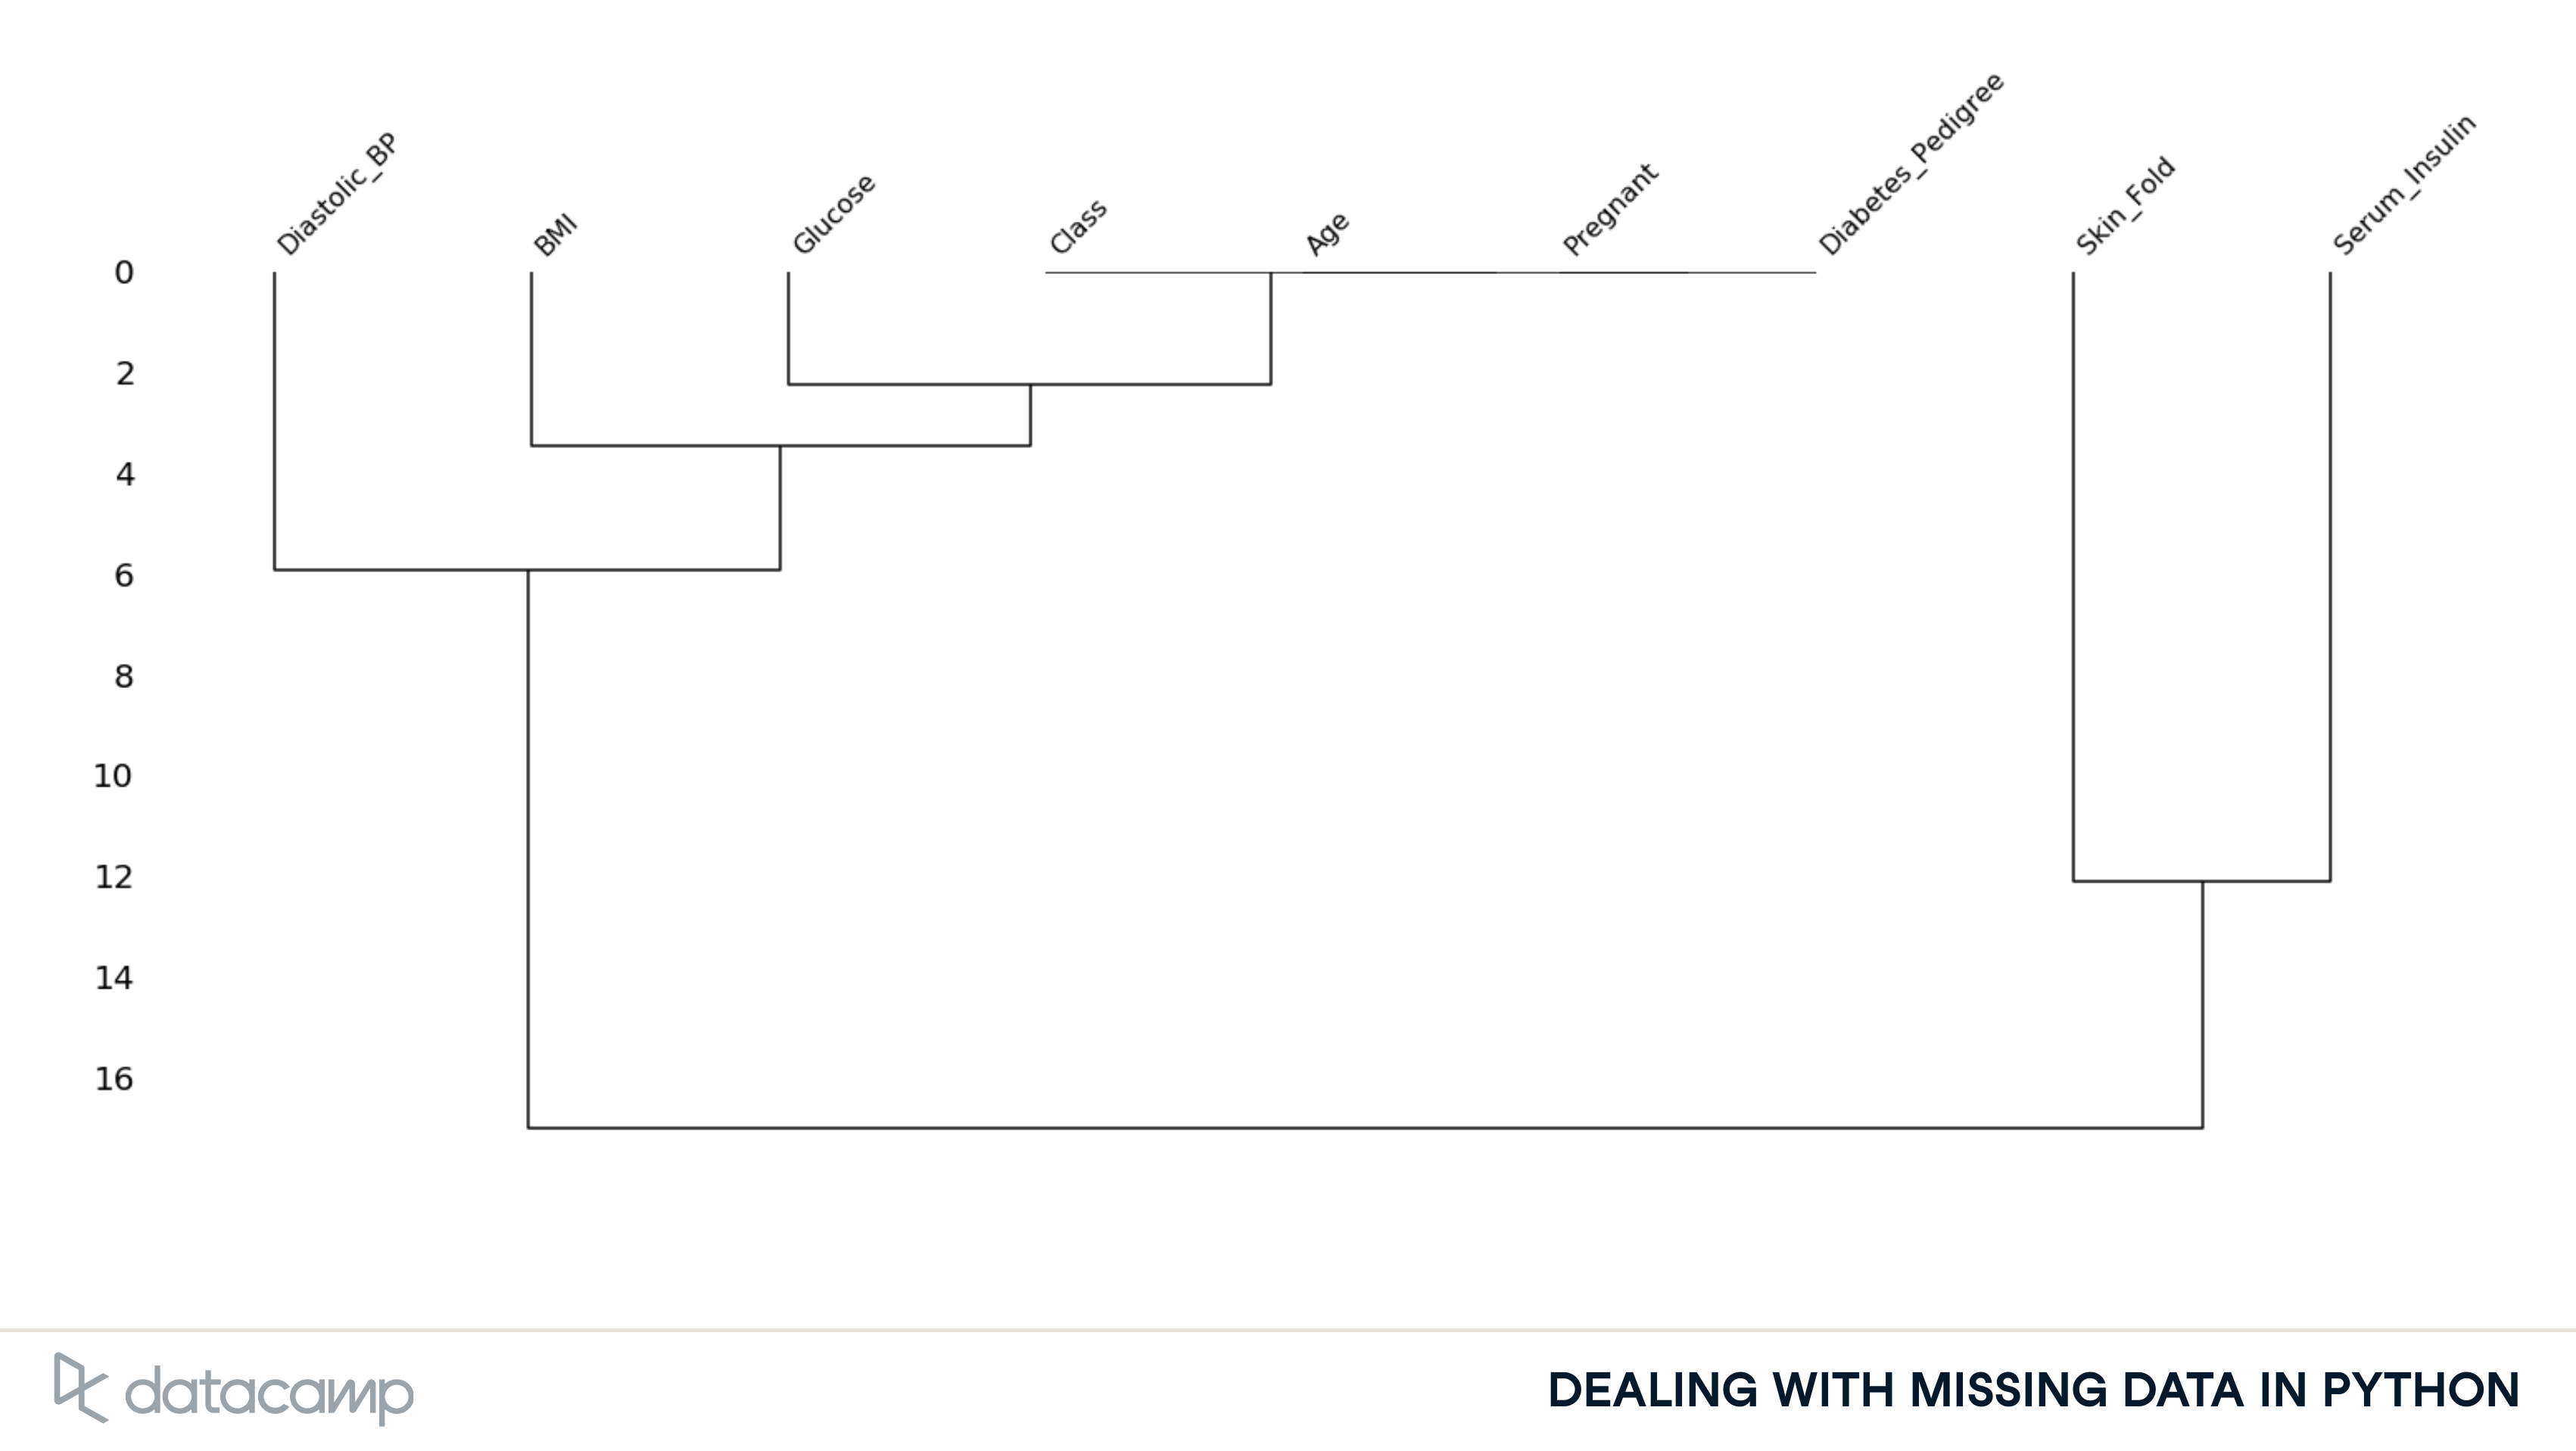 Diastolic_BP
BMI
Glucose
Class
Age
Pregnant
Diabetes_Pedigree
Skin_Fold
Serum_Insulin
0
2
4
6
8
10
12
14
16
datacamp
DEALING WITH MISSING DATA IN PYTHON